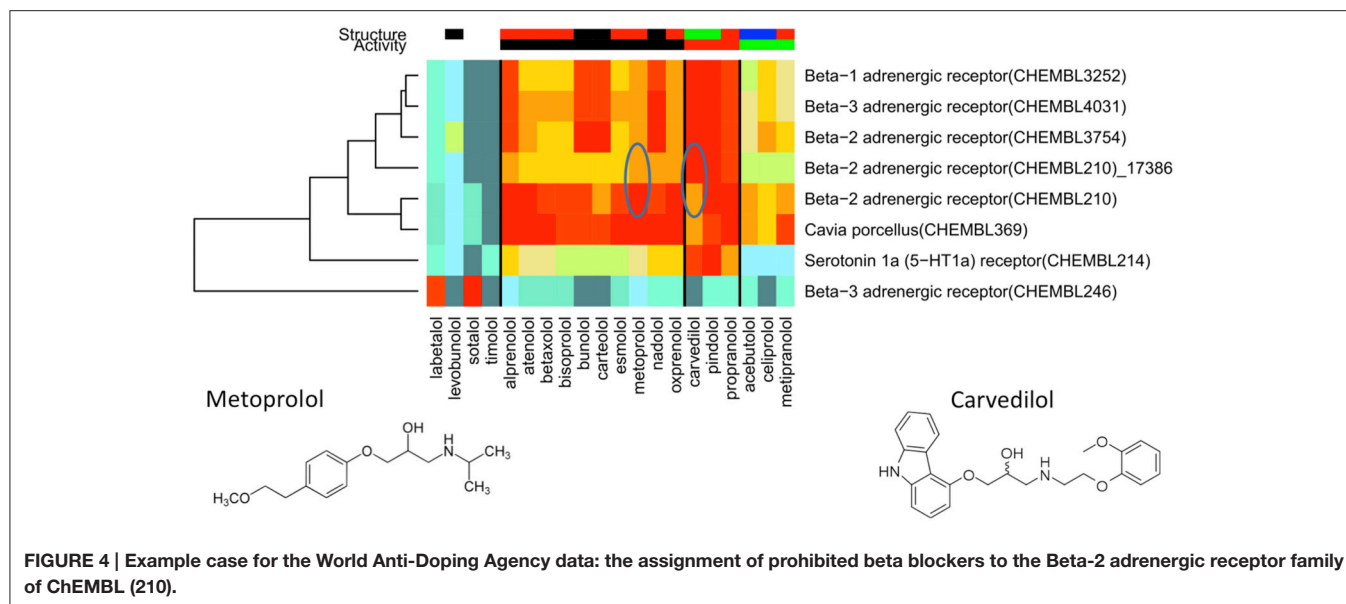 Structure
Activity
Beta−1 adrenergic receptor(CHEMBL3252)
Beta−3 adrenergic receptor(CHEMBL4031)
Beta−2 adrenergic receptor(CHEMBL3754)
Beta−2 adrenergic receptor(CHEMBL210)_17386
Beta−2 adrenergic receptor(CHEMBL210)
Cavia porcellus(CHEMBL369)
Serotonin 1a (5−HT1a) receptor(CHEMBL214)
Beta−3 adrenergic receptor(CHEMBL246)
labetalol
levobunolol
sotalol
timolol
alprenolol
atenolol
betaxolol
bisoprolol
bunolol
carteolol
esmolol
metoprolol
nadolol
oxprenolol
carvedilol
pindolol
propranolol
acebutolol
celiprolol
metipranolol
Metoprolol
OH
H
N
CH₃
O
CH₃
H₃CO
Carvedilol
O
OH
H
N
HN
O
O
FIGURE 4 | Example case for the World Anti-Doping Agency data: the assignment of prohibited beta blockers to the Beta-2 adrenergic receptor family
of ChEMBL (210).